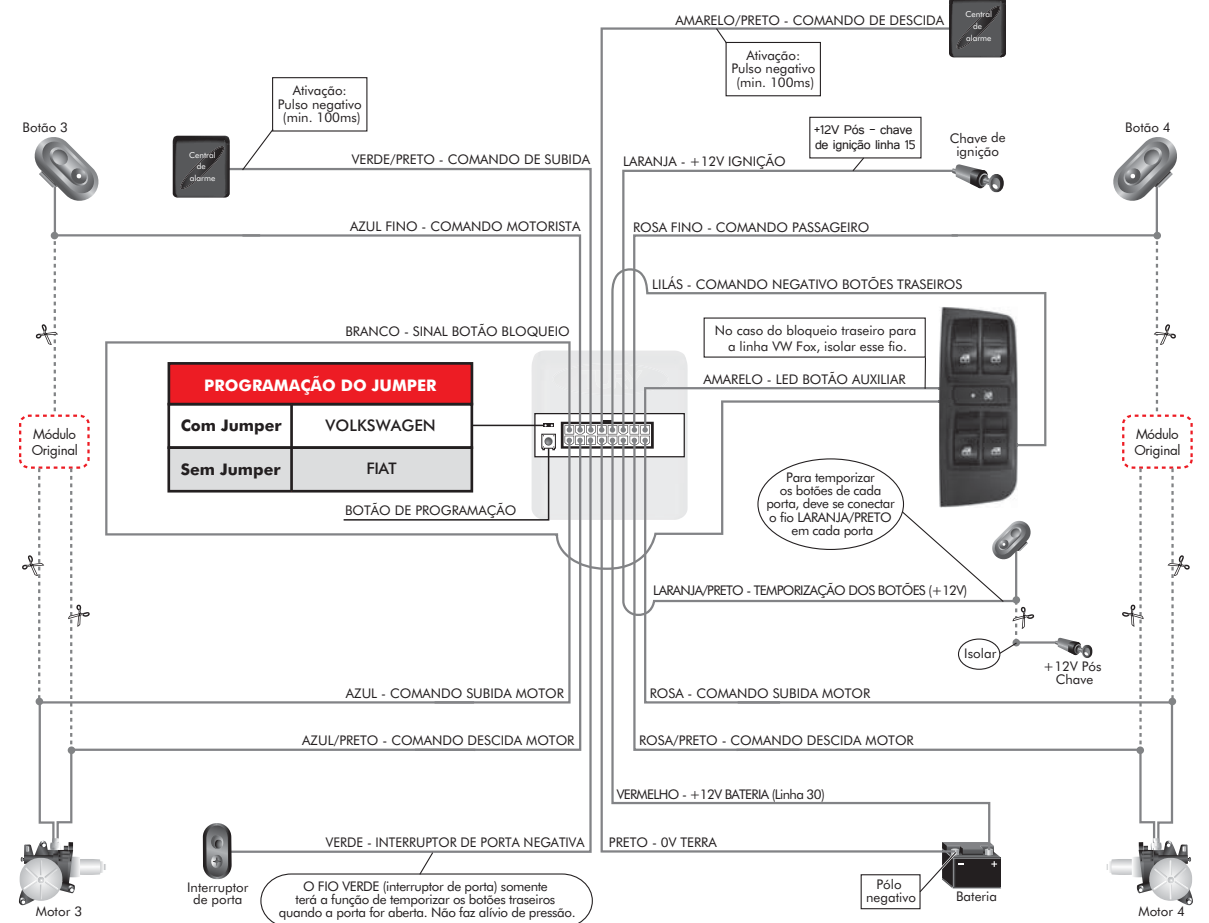 AMARELO/PRETO - COMANDO DE DESCIDA
Central
de
alarme
Ativação:
Pulso negativo
(min. 100ms)
Ativação:
Pulso negativo
(min. 100ms)
Botão 3
Central
de
alarme
VERDE/PRETO - COMANDO DE SUBIDA
LARANJA - +12V IGNIÇÃO
+12V Pós - chave
de ignição linha 15
Chave de
ignição
Botão 4
AZUL FINO - COMANDO MOTORISTA
ROSA FINO - COMANDO PASSAGEIRO
LILÁS - COMANDO NEGATIVO BOTÕES TRASEIROS
BRANCO - SINAL BOTÃO BLOQUEIO
No caso do bloqueio traseiro para
a linha VW Fox, isolar esse fio.
AMARELO - LED BOTÃO AUXILIAR
PROGRAMAÇÃO DO JUMPER
Com Jumper VOLKSWAGEN
Sem Jumper FIAT
BOTÃO DE PROGRAMAÇÃO
Módulo
Original
Módulo
Original
Para temporizar
os botões de cada
porta, deve se conectar
o fio LARANJA/PRETO
em cada porta
LARANJA/PRETO - TEMPORIZAÇÃO DOS BOTÕES (+12V)
Isolar
+12V Pós
Chave
AZUL - COMANDO SUBIDA MOTOR
ROSA - COMANDO SUBIDA MOTOR
AZUL/PRETO - COMANDO DESCIDA MOTOR
ROSA/PRETO - COMANDO DESCIDA MOTOR
VERMELHO - +12V BATERIA (Linha 30)
VERDE - INTERRUPTOR DE PORTA NEGATIVA
PRETO - 0V TERRA
Interruptor
de porta
O FIO VERDE (interruptor de porta) somente
terá a função de temporizar os botões traseiros
quando a porta for aberta. Não faz alívio de pressão.
Pólo
negativo
- +
Bateria
Motor 3
Motor 4